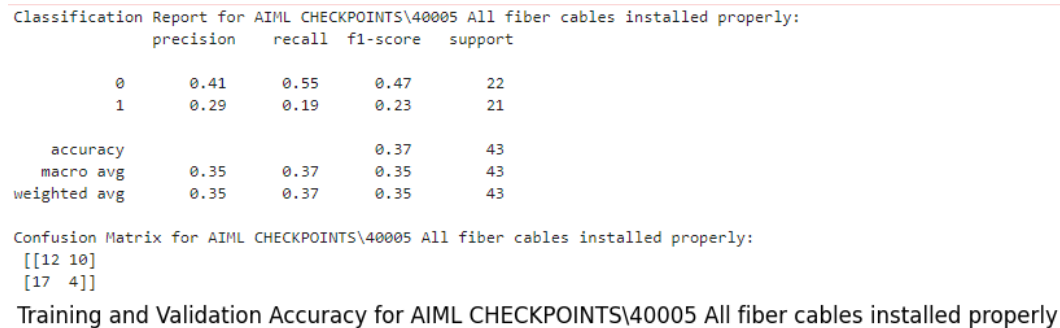 Classification Report for AIML CHECKPOINTS\40005 All fiber cables installed properly:
precision recall f1-score support
0 0.41 0.55 0.47 22
1 0.29 0.19 0.23 21
accuracy 0.37 43
macro avg 0.35 0.37 0.35 43
weighted avg 0.35 0.37 0.35 43
Confusion Matrix for AIML CHECKPOINTS\40005 All fiber cables installed properly:
[[12 10]
[17 4]]
Training and Validation Accuracy for AIML CHECKPOINTS\40005 All fiber cables installed properly